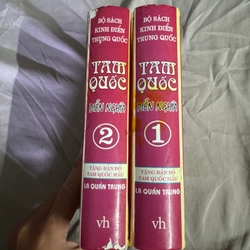 BỘ SÁCH
KINH ĐIỂN
TRUNG QUỐC
TAM
QUỐC
DIỄN NGHĨA
2
TẶNG BẢN ĐỒ
TAM QUỐC MÀU
LA QUÁN TRUNG
vh
BỘ SÁCH
KINH ĐIỂN
TRUNG QUỐC
TAM
QUỐC
DIỄN NGHĨA
1
TẶNG BẢN ĐỒ
TAM QUỐC MÀU
LA QUÁN TRUNG
vh